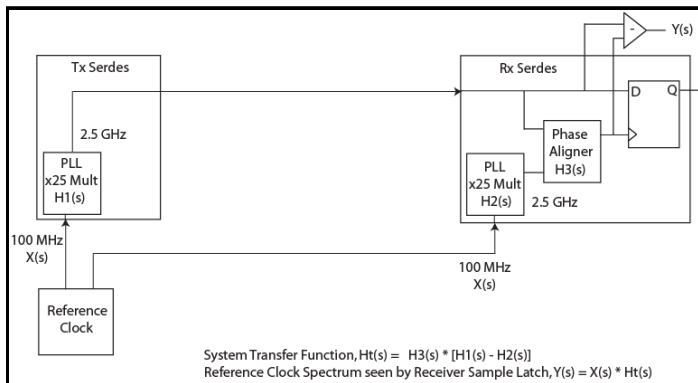 Y(s)
-
Tx Serdes
Rx Serdes
D
Q
2.5 GHz
Phase
Aligner
H3(s)
PLL
x25 Mult
H1(s)
PLL
x25 Mult
H2(s)
2.5 GHz
100 MHz
X(s)
100 MHz
X(s)
Reference
Clock
System Transfer Function, Ht(s) = H3(s) * [H1(s) - H2(s)]
Reference Clock Spectrum seen by Receiver Sample Latch, Y(s) = X(s) * Ht(s)